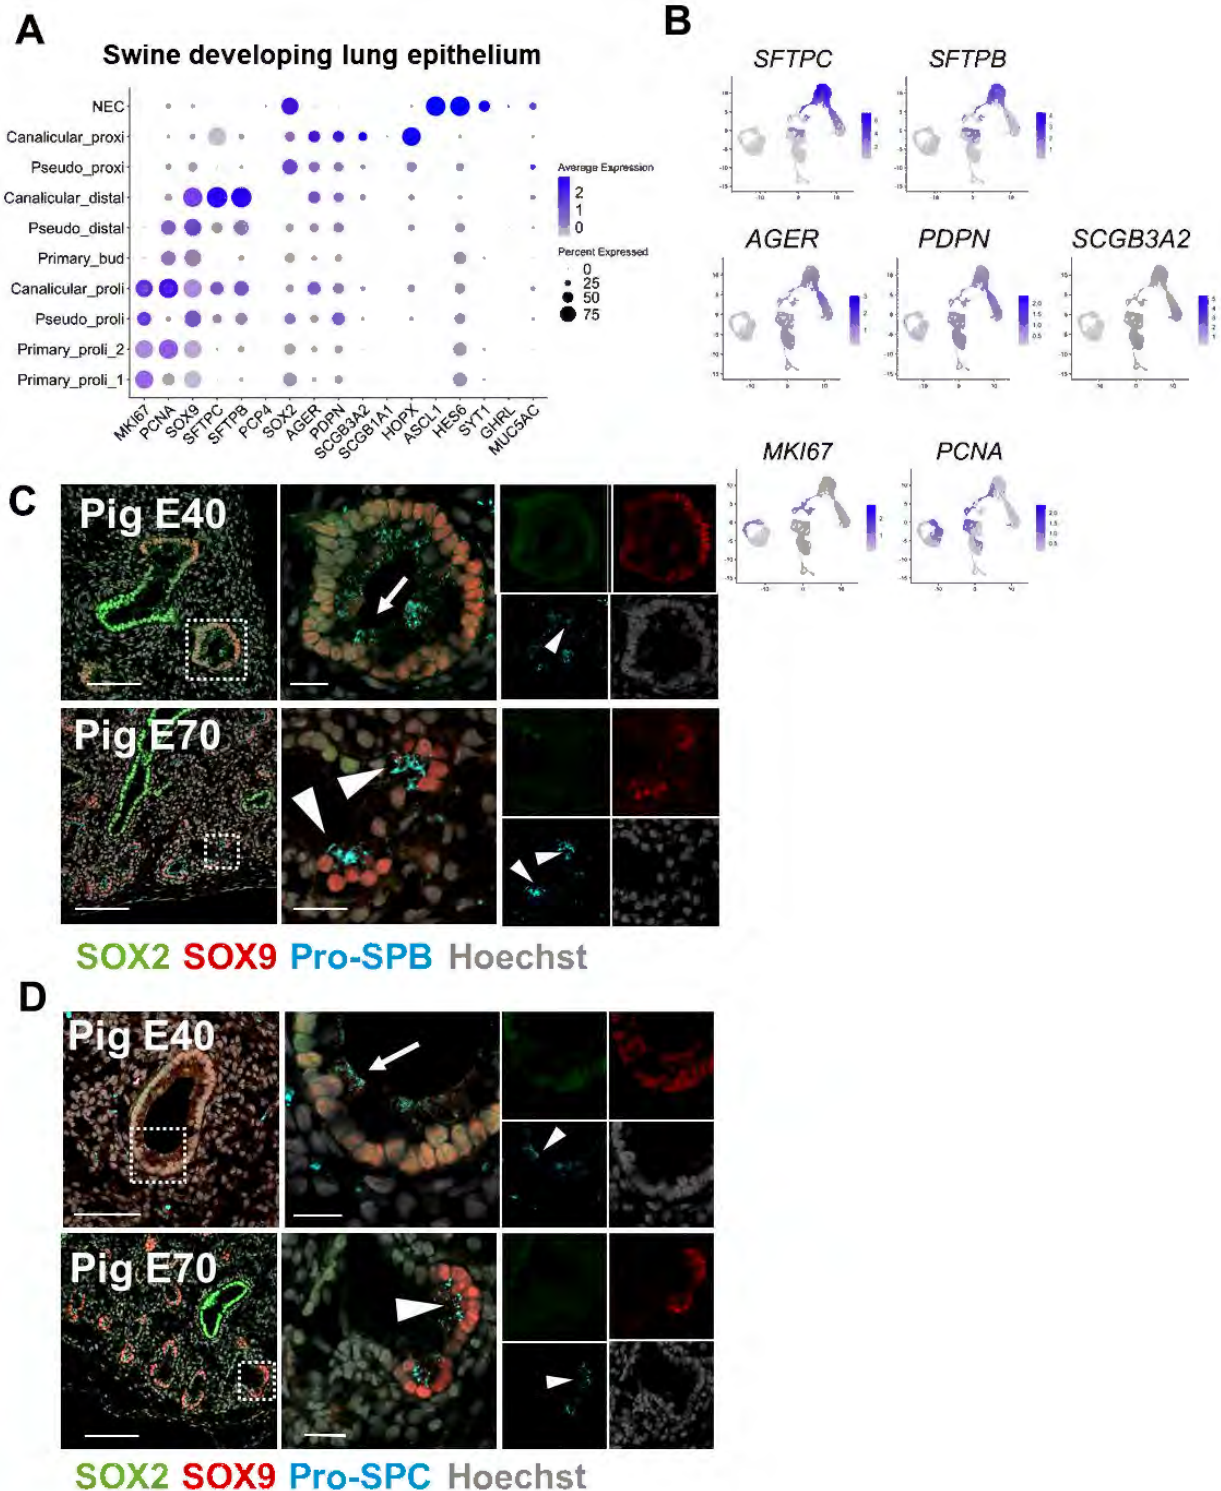 A
Swine developing lung epithelium
NEC
Canalicular_proxi
Pseudo_proxi
Canalicular_distal
Pseudo_distal
Primary_bud
Canalicular_proli
Pseudo_proli
Primary_proli_2
Primary_proli_1
MKI67
PCNA
SOX9
SFTPC
SFTPB
PCP4
SOX2
AGER
PDPN
SCGB3A2
SCGB1A1
HOPX
ASCL1
HES6
SYT1
GHRL
MUC5AC
Average Expression
2
1
0
Percent Expressed
0
25
50
75
B
SFTPC
SFTPB
AGER
PDPN
SCGB3A2
MKI67
PCNA
C
Pig E40
Pig E70
SOX2 SOX9 Pro-SPB Hoechst
D
Pig E40
Pig E70
SOX2 SOX9 Pro-SPC Hoechst